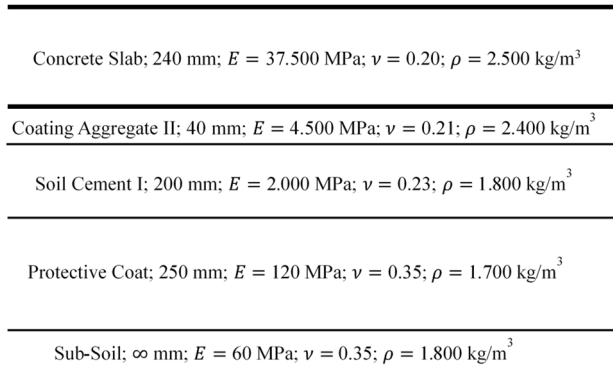 Concrete Slab; 240 mm; E = 37.500 MPa; ν = 0.20; ρ = 2.500 kg/m³
Coating Aggregate II; 40 mm; E = 4.500 MPa; ν = 0.21; ρ = 2.400 kg/m³
Soil Cement I; 200 mm; E = 2.000 MPa; ν = 0.23; ρ = 1.800 kg/m³
Protective Coat; 250 mm; E = 120 MPa; ν = 0.35; ρ = 1.700 kg/m³
Sub-Soil; ∞ mm; E = 60 MPa; ν = 0.35; ρ = 1.800 kg/m³